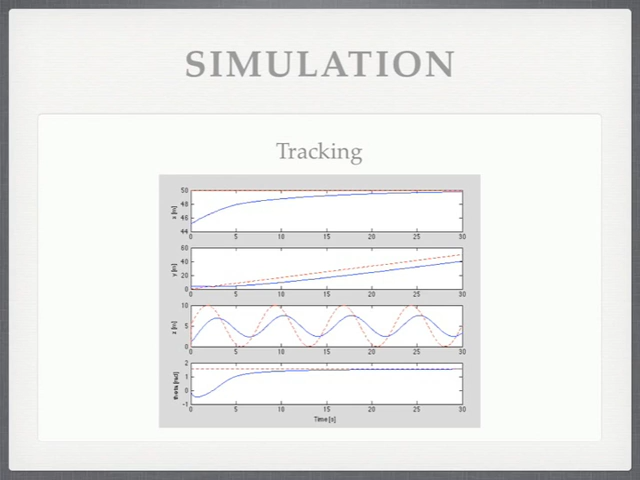 SIMULATION
Tracking
50
48
46
44
x [m]
0 5 10 15 20 25 30
60
40
20
0
y [m]
0 5 10 15 20 25 30
10
5
0
z [m]
0 5 10 15 20 25 30
2
1
0
-1
theta [rad]
0 5 10 15 20 25 30
Time [s]